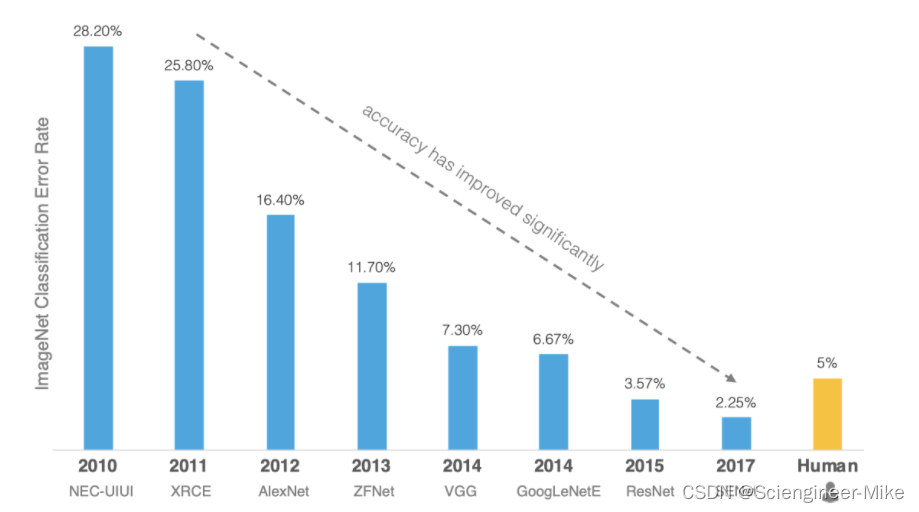 28.20%
25.80%
16.40%
11.70%
7.30%
6.67%
3.57%
2.25%
5%
accuracy has improved significantly
ImageNet Classification Error Rate
2010 2011 2012 2013 2014 2014 2015 2017 Human
NEC-UIUI XRCE AlexNet ZFNet VGG GoogLeNetE ResNet
CSDN @Sciengineer-Mike